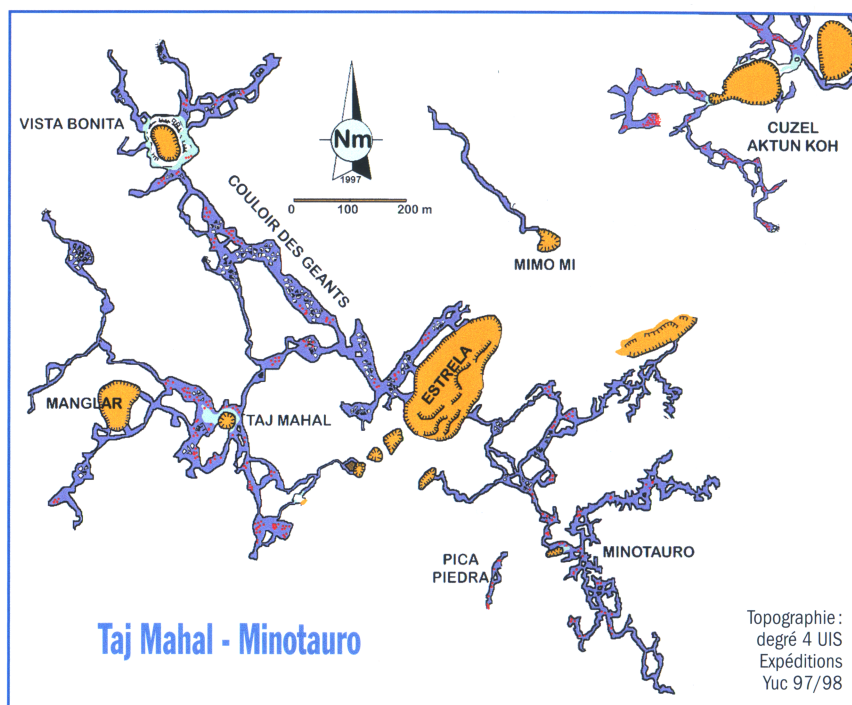 VISTA BONITA
Nm
1997
0 100 200 m
COULOIR DES GEANTS
CUZEL
AKTUN KOH
MIMO MI
ESTRELA
MANGLAR
TAJ MAHAL
PICA
PIEDRA
MINOTAURO
Taj Mahal - Minotauro
Topographie :
degré 4 UIS
Expéditions
Yuc 97/98